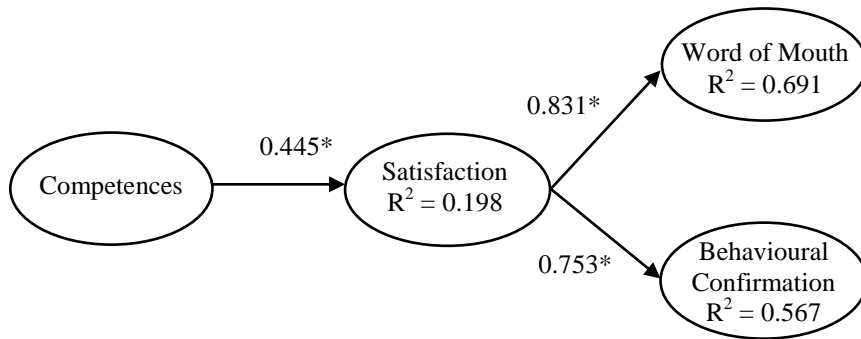 Competences
0.445*
Satisfaction
R² = 0.198
0.831*
Word of Mouth
R² = 0.691
0.753*
Behavioural
Confirmation
R² = 0.567